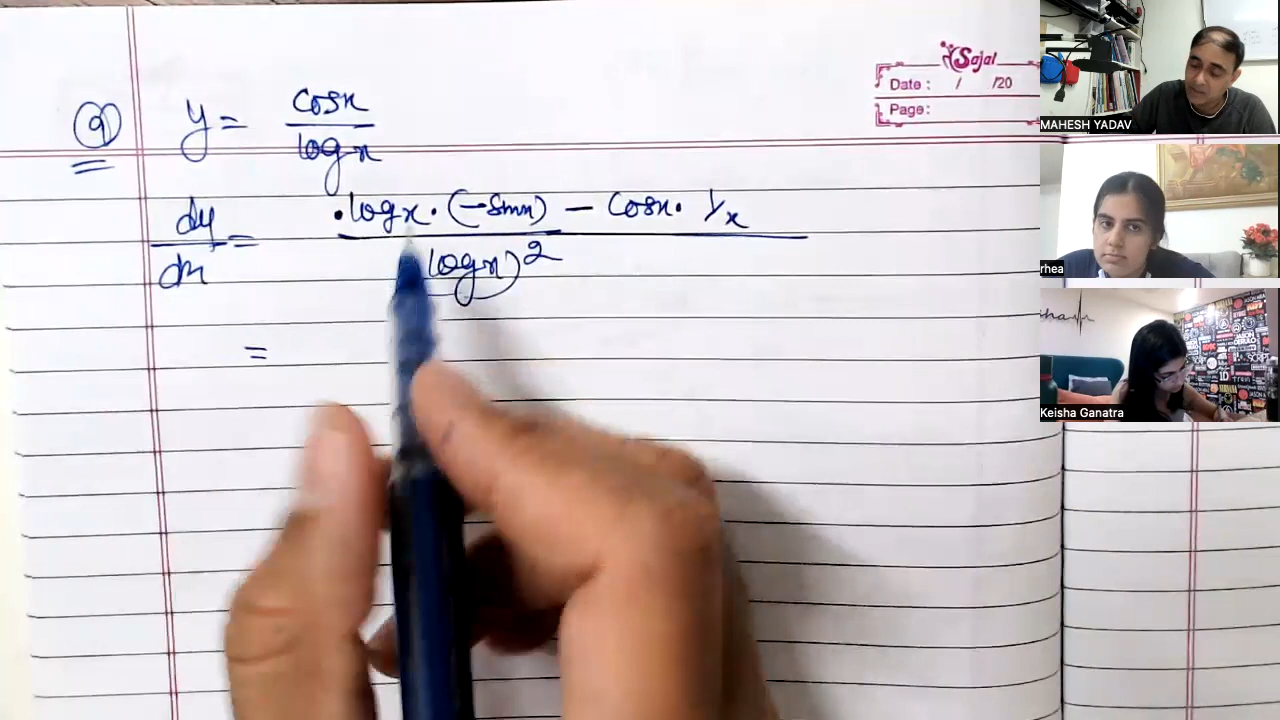 Q y = cosx / logx
dy/dx = logx · (-sinx) - cosx · 1/x / (logx)2
=
Sajal
Date : / /20
Page :
MAHESH YADAV
rhea
Keisha Ganatra